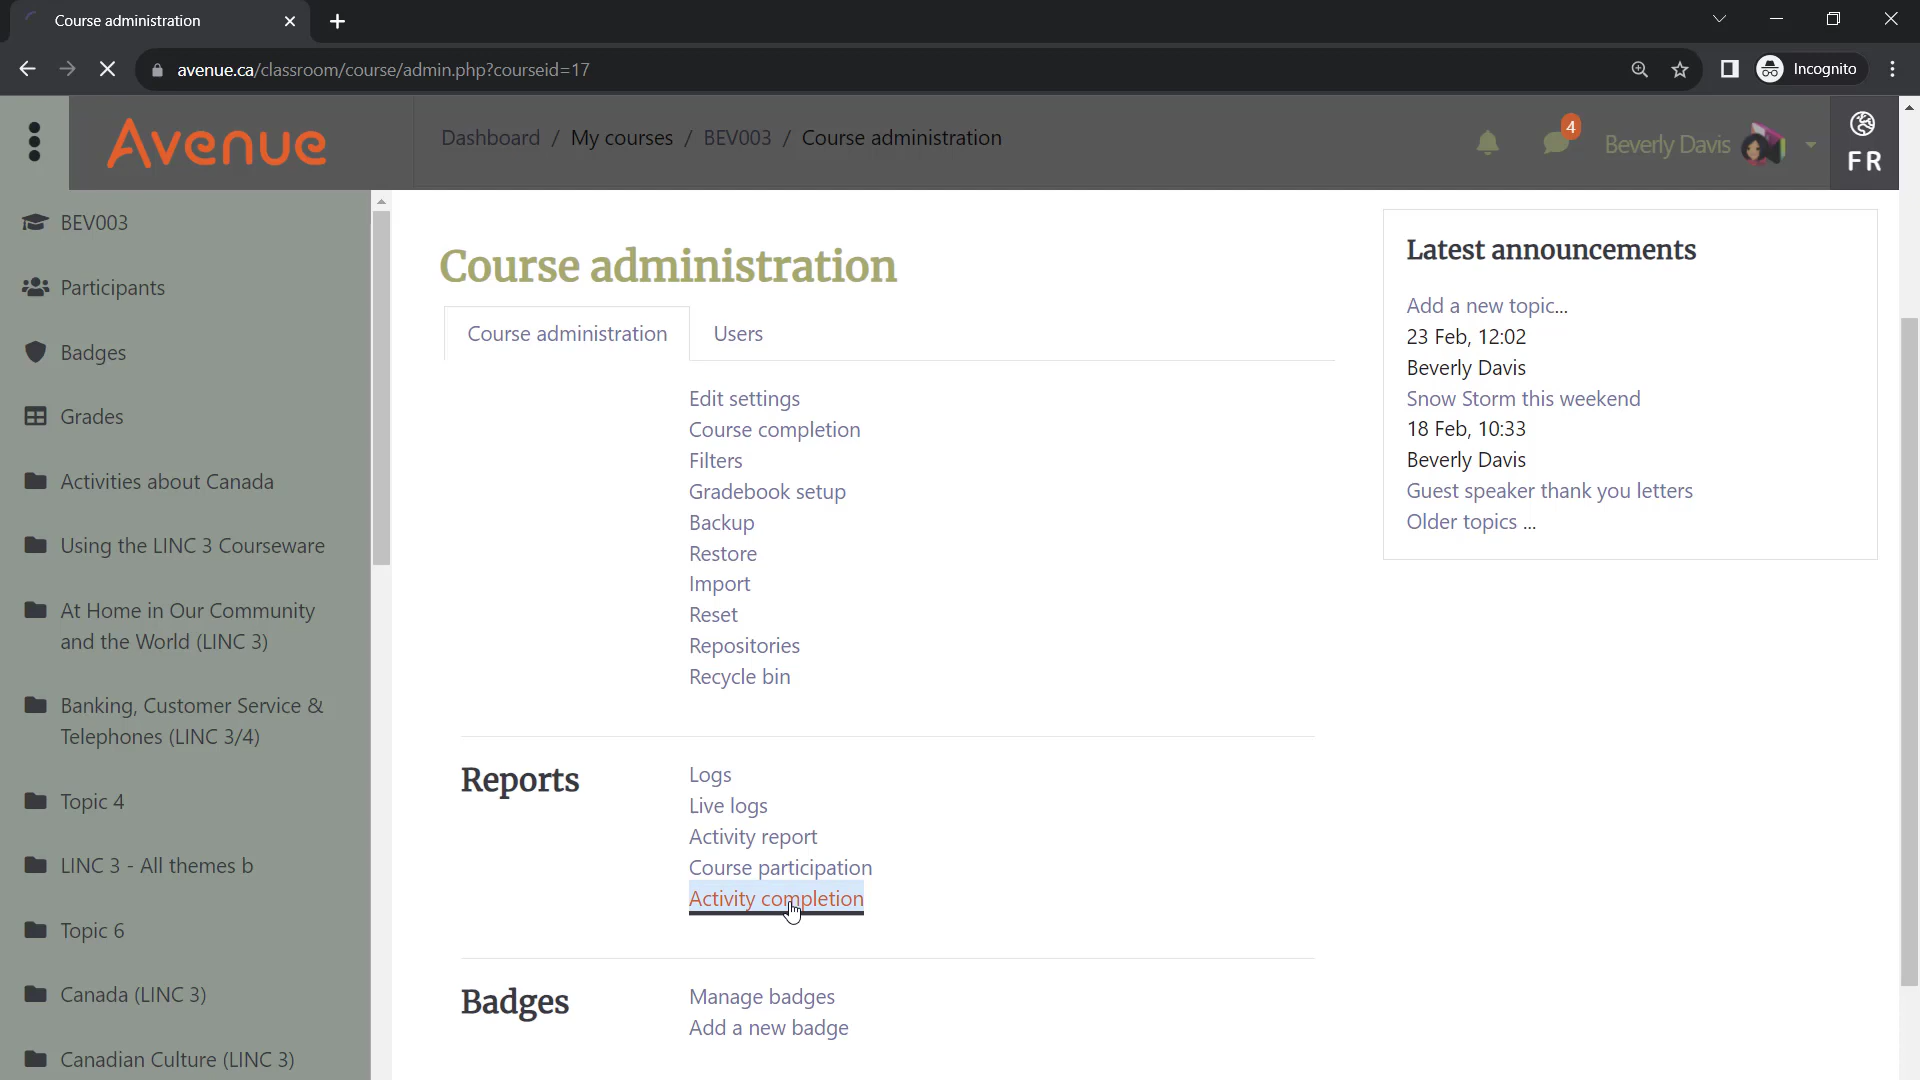 Course administration
avenue.ca/classroom/course/admin.php?courseid=17
Incognito
Avenue
Dashboard / My courses / BEV003 / Course administration
4
Beverly Davis
FR
BEV003
Participants
Badges
Grades
Activities about Canada
Using the LINC 3 Courseware
At Home in Our Community
and the World (LINC 3)
Banking, Customer Service &
Telephones (LINC 3/4)
Topic 4
LINC 3 - All themes b
Topic 6
Canada (LINC 3)
Canadian Culture (LINC 3)
Course administration
Course administration
Users
Edit settings
Course completion
Filters
Gradebook setup
Backup
Restore
Import
Reset
Repositories
Recycle bin
Reports
Logs
Live logs
Activity report
Course participation
Activity completion
Badges
Manage badges
Add a new badge
Latest announcements
Add a new topic...
23 Feb, 12:02
Beverly Davis
Snow Storm this weekend
18 Feb, 10:33
Beverly Davis
Guest speaker thank you letters
Older topics ...